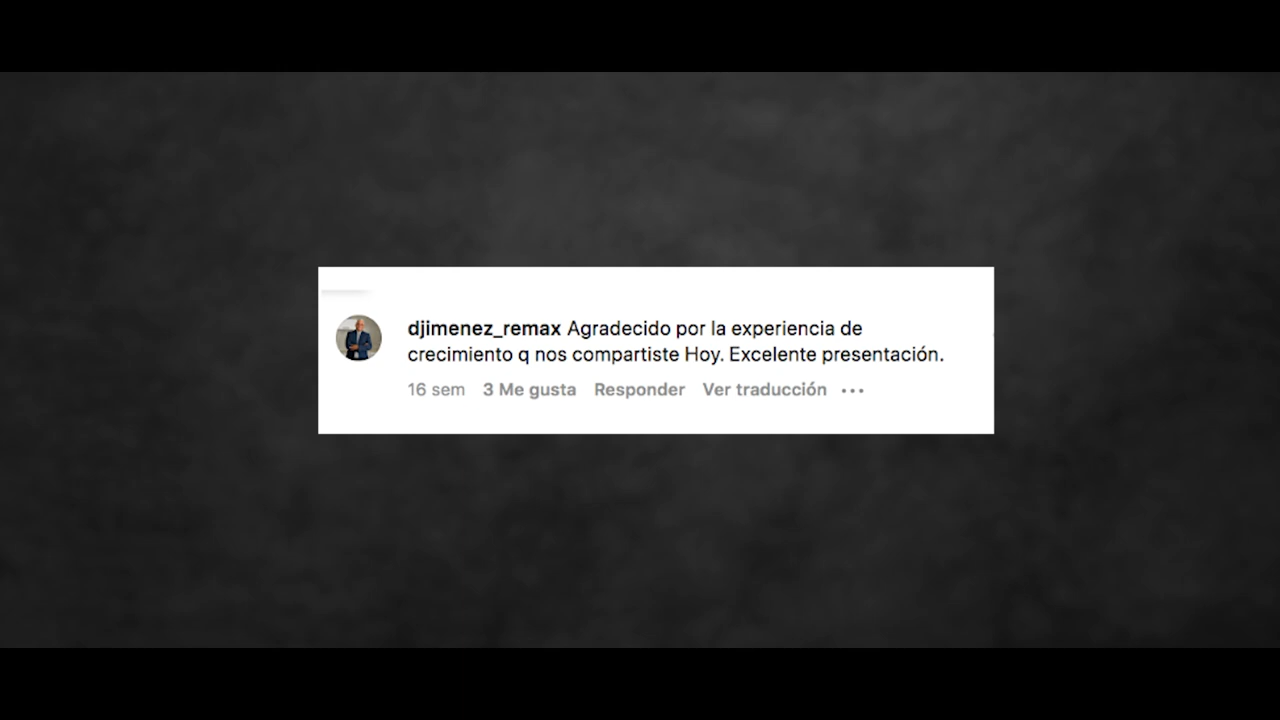 djimenez_remax Agradecido por la experiencia de
crecimiento q nos compartiste Hoy. Excelente presentación.
16 sem 3 Me gusta Responder Ver traducción ...